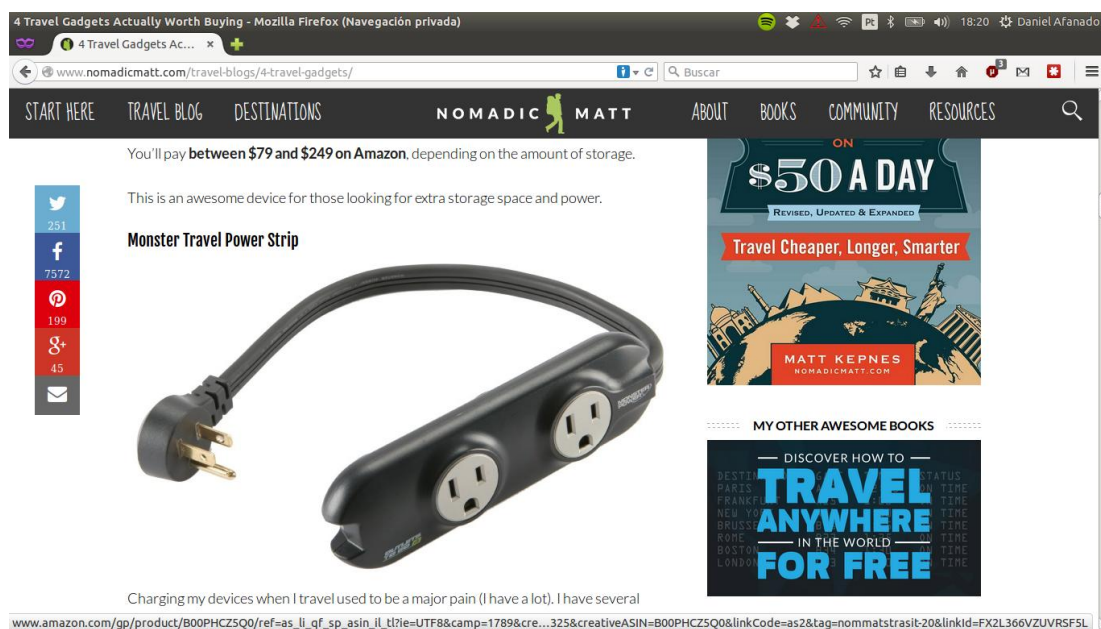 4 Travel Gadgets Actually Worth Buying - Mozilla Firefox (Navegación privada)
Pt
18:20
Daniel Afanado
4 Travel Gadgets Ac...
www.nomadicmatt.com/travel-blogs/4-travel-gadgets/
Buscar
3
START HERE
TRAVEL BLOG
DESTINATIONS
NOMADIC MATT
ABOUT
BOOKS
COMMUNITY
RESOURCES
You'll pay between $79 and $249 on Amazon, depending on the amount of storage.
This is an awesome device for those looking for extra storage space and power.
251
7572
199
8+
45
Monster Travel Power Strip
Charging my devices when I travel used to be a major pain (I have a lot). I have several
ON
$50 A DAY
REVISED, UPDATED & EXPANDED
Travel Cheaper, Longer, Smarter
MATT KEPNES
NOMADICMATT.COM
MY OTHER AWESOME BOOKS
DISCOVER HOW TO
TRAVEL
ANYWHERE
IN THE WORLD
FOR FREE
www.amazon.com/gp/product/B00PHCZ5Q0/ref=as_li_qf_sp_asin_il_tl?ie=UTF8&camp=1789&cre...325&creativeASIN=B00PHCZ5Q0&linkCode=as2&tag=nommatstrasit-20&linkId=FX2L366VZUVRSF5L